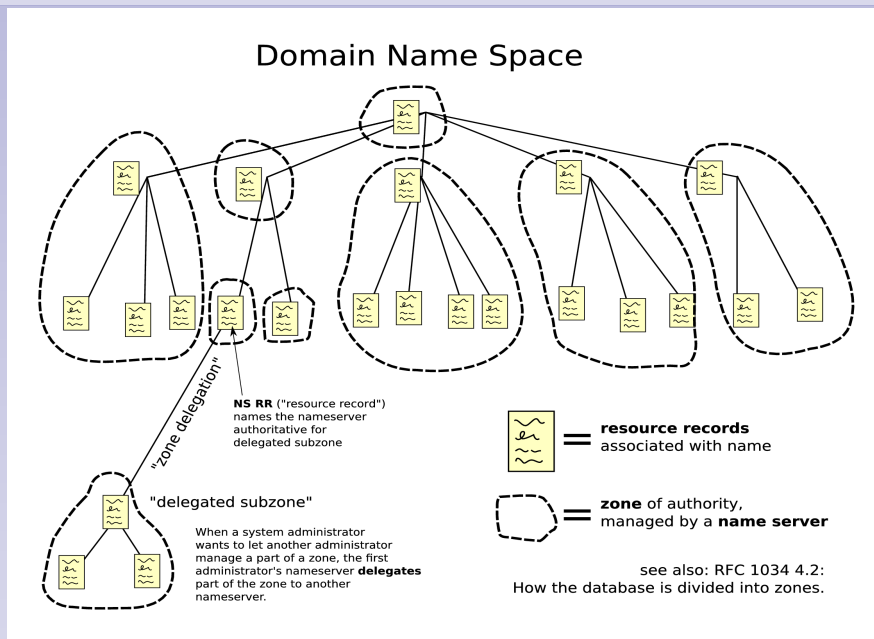 Domain Name Space
"zone delegation"
NS RR ("resource record")
names the nameserver
authoritative for
delegated subzone
"delegated subzone"
When a system administrator
wants to let another administrator
manage a part of a zone, the first
administrator's nameserver delegates
part of the zone to another
nameserver.
= resource records
associated with name
= zone of authority,
managed by a name server
see also: RFC 1034 4.2:
How the database is divided into zones.